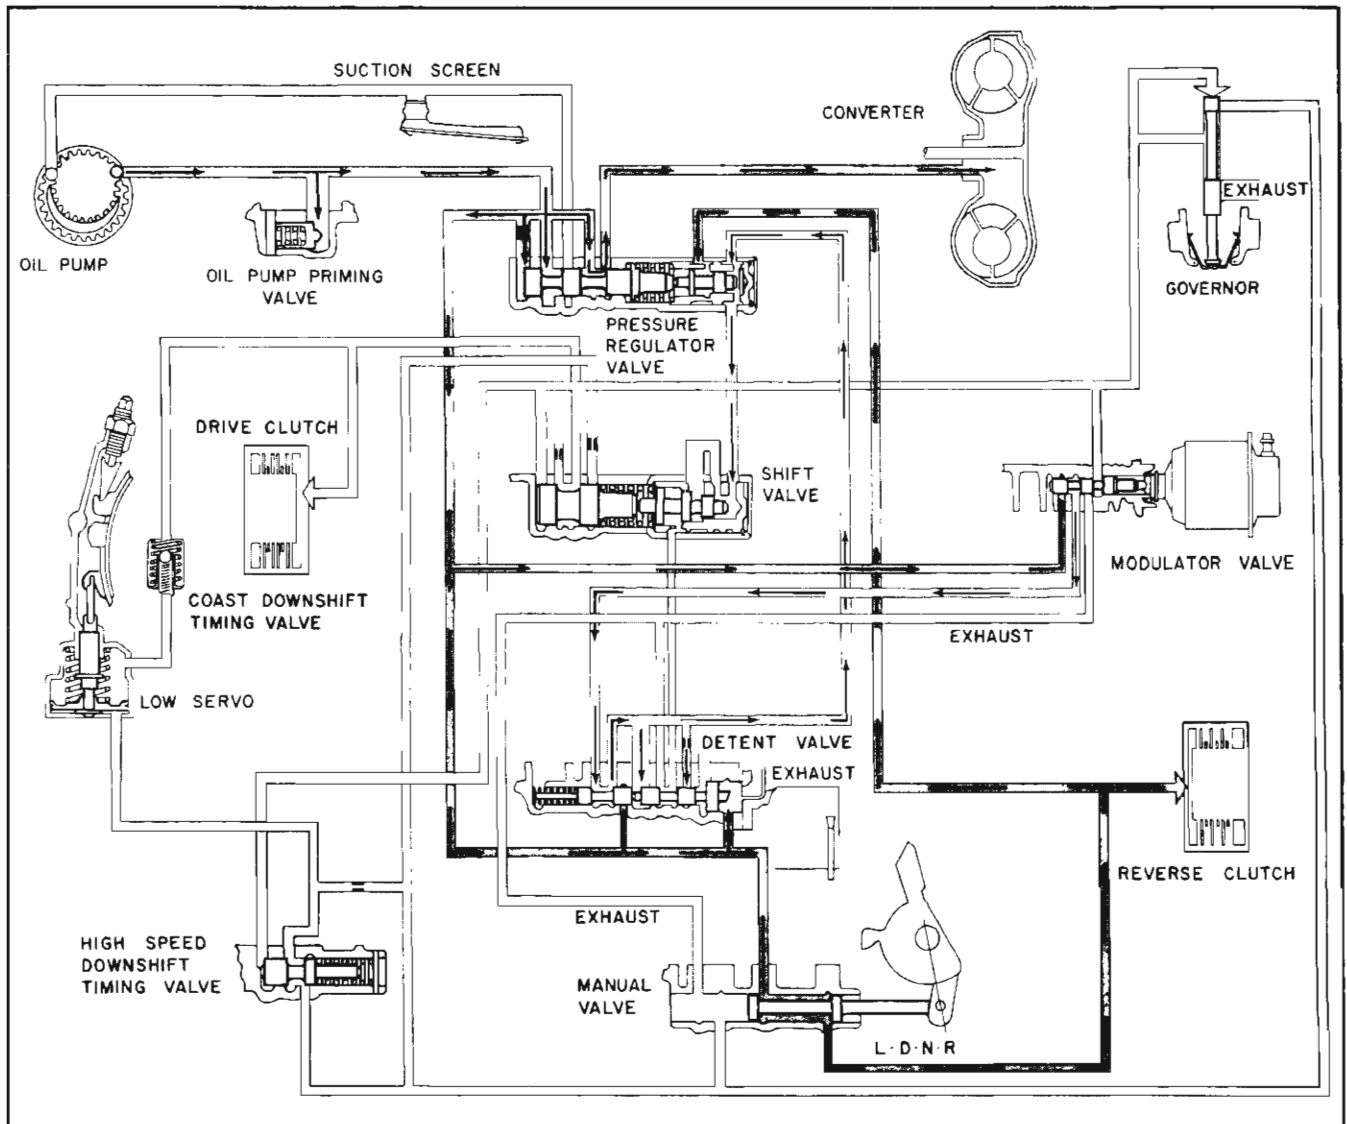 SUCTION SCREEN
CONVERTER
EXHAUST
OIL PUMP
OIL PUMP PRIMING
VALVE
GOVERNOR
PRESSURE
REGULATOR
VALVE
DRIVE CLUTCH
SHIFT
VALVE
MODULATOR VALVE
COAST DOWNSHIFT
TIMING VALVE
EXHAUST
LOW SERVO
DETENT VALVE
EXHAUST
REVERSE CLUTCH
EXHAUST
HIGH SPEED
DOWNSHIFT
TIMING VALVE
MANUAL
VALVE
L·D·N·R